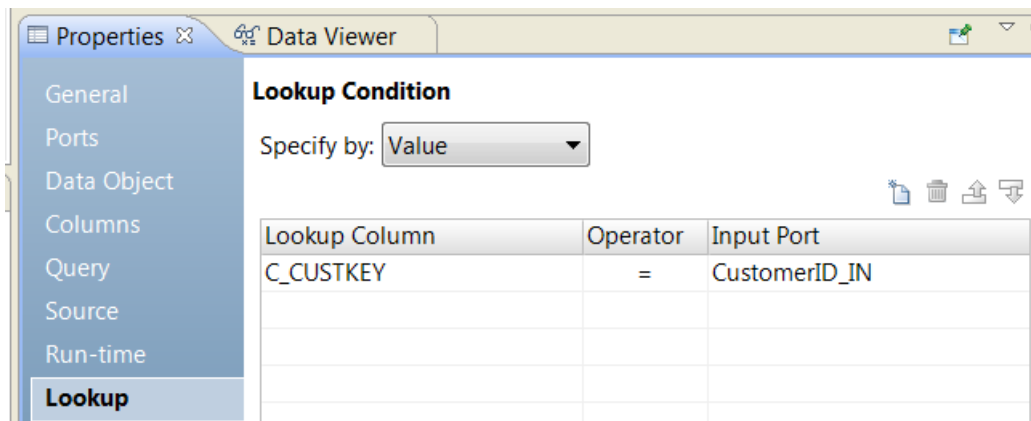 Properties Data Viewer
General
Ports
Data Object
Columns
Query
Source
Run-time
Lookup
Lookup Condition
Specify by: Value
Lookup Column Operator Input Port
C_CUSTKEY = CustomerID_IN